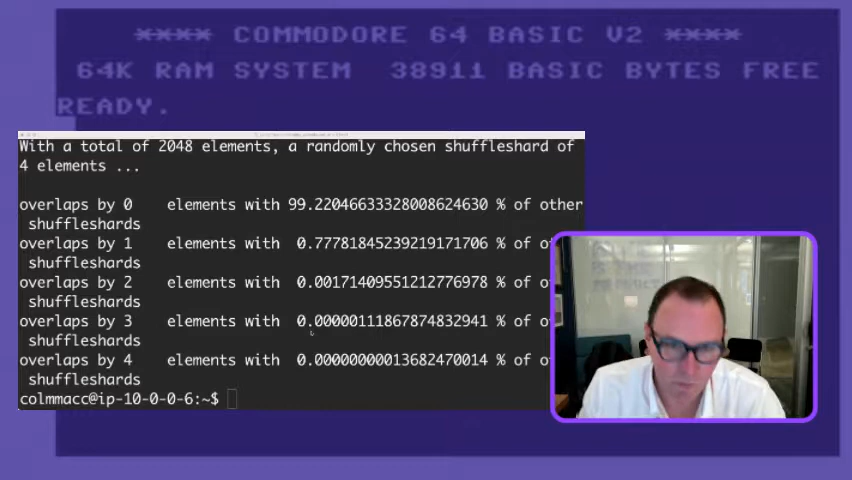 **** COMMODORE 64 BASIC V2 ****
64K RAM SYSTEM 38911 BASIC BYTES FREE
READY.
With a total of 2048 elements, a randomly chosen shuffleshard of
4 elements ...
overlaps by 0 elements with 99.22046633328008624630 % of other
shuffleshards
overlaps by 1 elements with 0.77781845239219171706 % of
shuffleshards
overlaps by 2 elements with 0.00171409551212776978 % of
shuffleshards
overlaps by 3 elements with 0.00000111867874832941 % of
shuffleshards
overlaps by 4 elements with 0.00000000013682470014 % of
shuffleshards
colmmacc@ip-10-0-0-6:~$